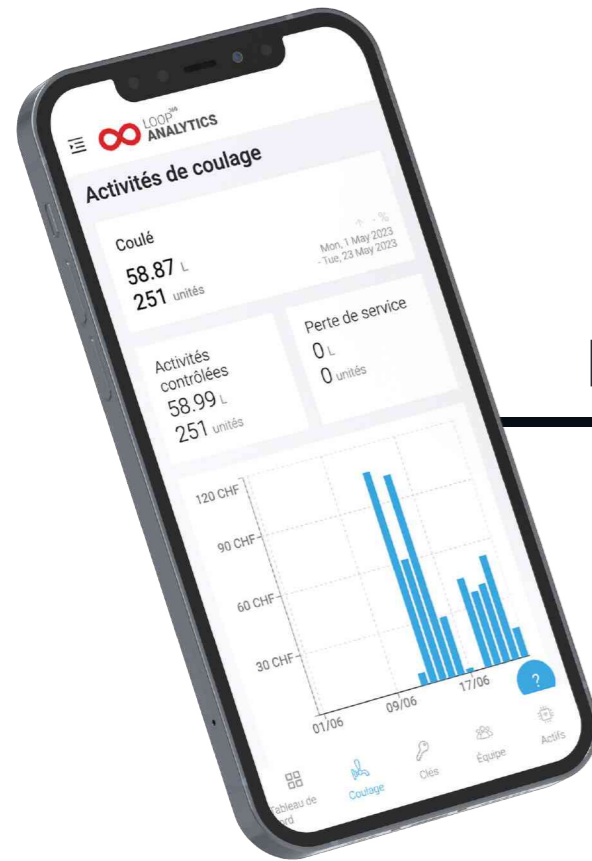 LOOP™
ANALYTICS
Activités de coulage
Coulé
58.87 L
251 unités
+ - %
Mon, 1 May 2023
- Tue, 23 May 2023
Activités
contrôlées
58.99 L
251 unités
Perte de service
0 L
0 unités
120 CHF
90 CHF
60 CHF
30 CHF
01/06
09/06
17/06
?
Tableau de
bord
Coulage
Clés
Équipe
Actifs